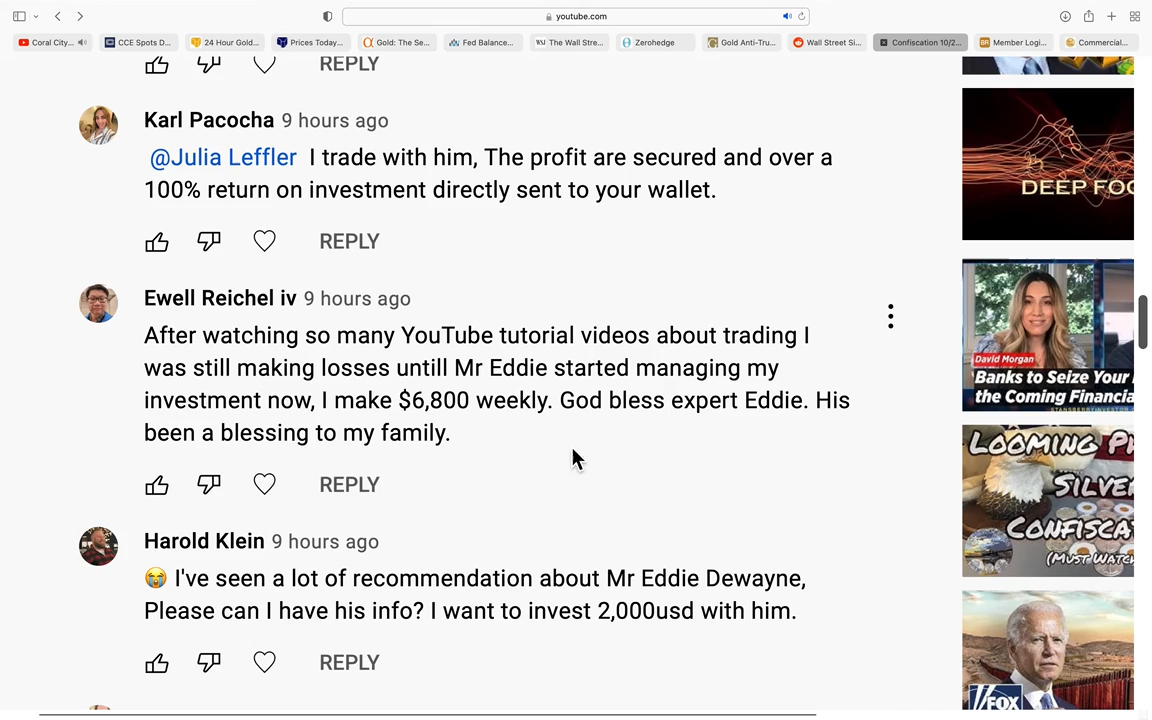 youtube.com
Coral City...
CCE Spots D...
24 Hour Gold...
Prices Today...
Gold: The Se...
Fed Balance...
The Wall Stre...
Zerohedge
Gold Anti-Tru...
Wall Street Si...
Confiscation 10/2...
Member Logi...
Commercial...
REPLY
Karl Pacocha 9 hours ago
@Julia Leffler I trade with him, The profit are secured and over a
100% return on investment directly sent to your wallet.
REPLY
Ewell Reichel iv 9 hours ago
After watching so many YouTube tutorial videos about trading I
was still making losses untill Mr Eddie started managing my
investment now, I make $6,800 weekly. God bless expert Eddie. His
been a blessing to my family.
REPLY
Harold Klein 9 hours ago
😭 I've seen a lot of recommendation about Mr Eddie Dewayne,
Please can I have his info? I want to invest 2,000usd with him.
REPLY
DEEP FOC
David Morgan
"Banks to Seize Your
the Coming Financia
STANSBERRYINVESTOR.C
LOOMING PH
SILVER
CONFISCAT
(MUST WATCH
FOX